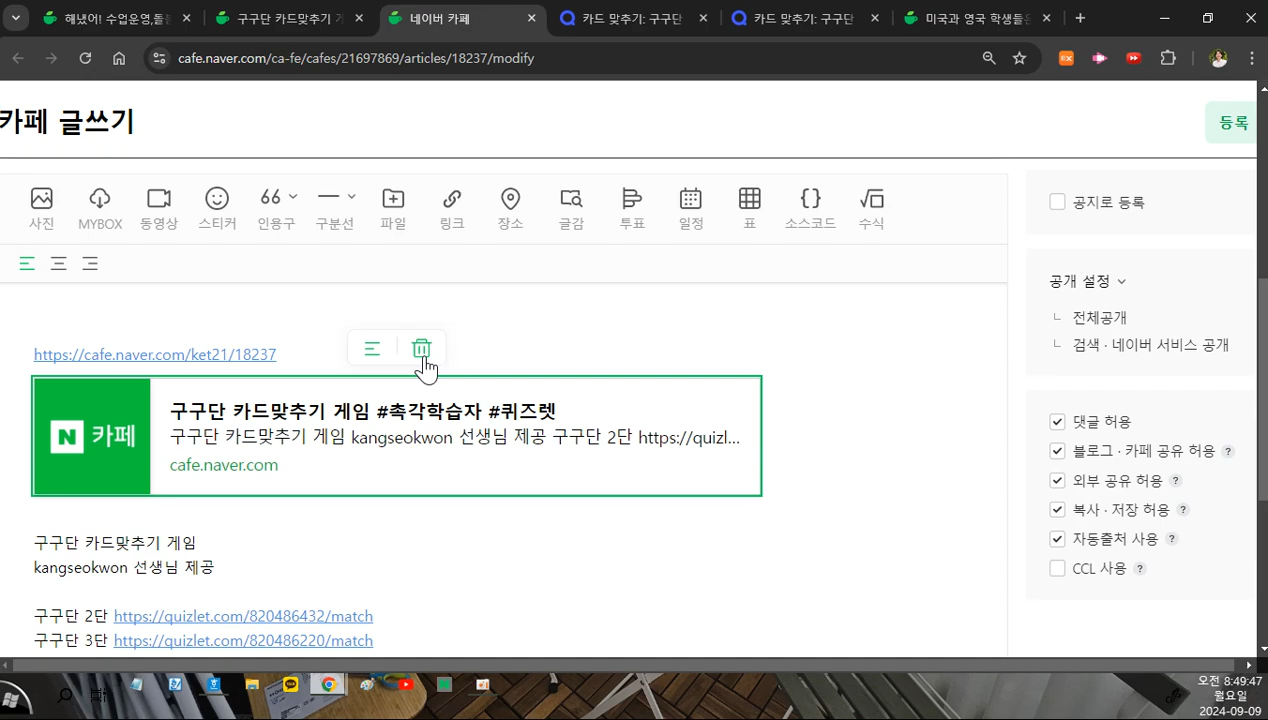 해냈어! 수업운영,돌
구구단 카드맞추기 게
네이버 카페
카드 맞추기: 구구단
카드 맞추기: 구구단
미국과 영국 학생들은
cafe.naver.com/ca-fe/cafes/21697869/articles/18237/modify
카페 글쓰기
등록
사진
MYBOX
동영상
스티커
인용구
구분선
파일
링크
장소
글감
투표
일정
표
소스코드
수식
공지로 등록
공개 설정
전체공개
검색 · 네이버 서비스 공개
https://cafe.naver.com/ket21/18237
N 카페
구구단 카드맞추기 게임 #촉각학습자 #퀴즈렛
구구단 카드맞추기 게임 kangseokwon 선생님 제공 구구단 2단 https://quizl...
cafe.naver.com
댓글 허용
블로그 · 카페 공유 허용 ?
외부 공유 허용 ?
복사 · 저장 허용 ?
자동출처 사용 ?
CCL 사용 ?
구구단 카드맞추기 게임
kangseokwon 선생님 제공
구구단 2단 https://quizlet.com/820486432/match
구구단 3단 https://quizlet.com/820486220/match
오전 8:49:47
월요일
2024-09-09